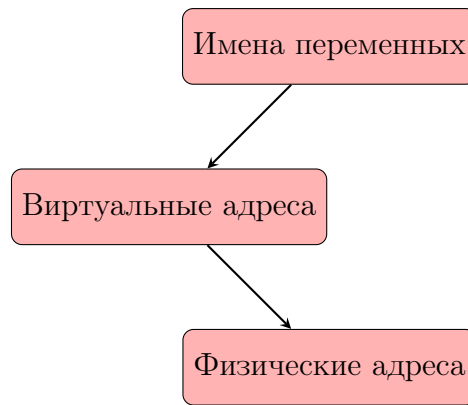 Имена переменных
Виртуальные адреса
Физические адреса